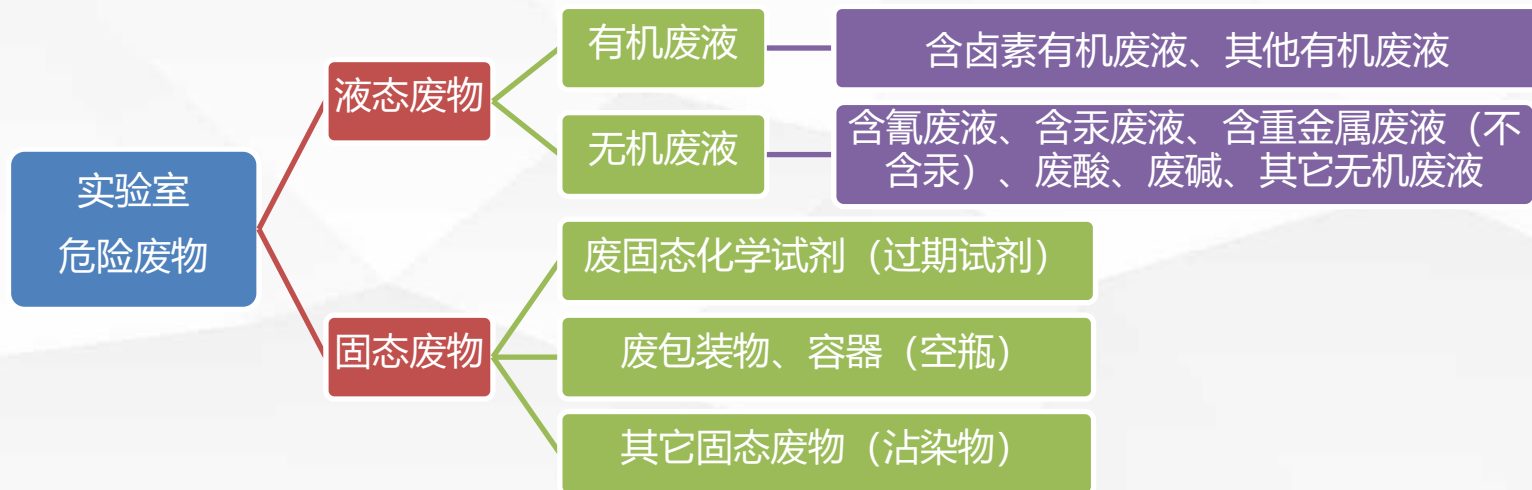 实验室
危险废物
液态废物
有机废液
含卤素有机废液、其他有机废液
无机废液
含氰废液、含汞废液、含重金属废液（不
含汞）、废酸、废碱、其它无机废液
固态废物
废固态化学试剂（过期试剂）
废包装物、容器（空瓶）
其它固态废物（沾染物）